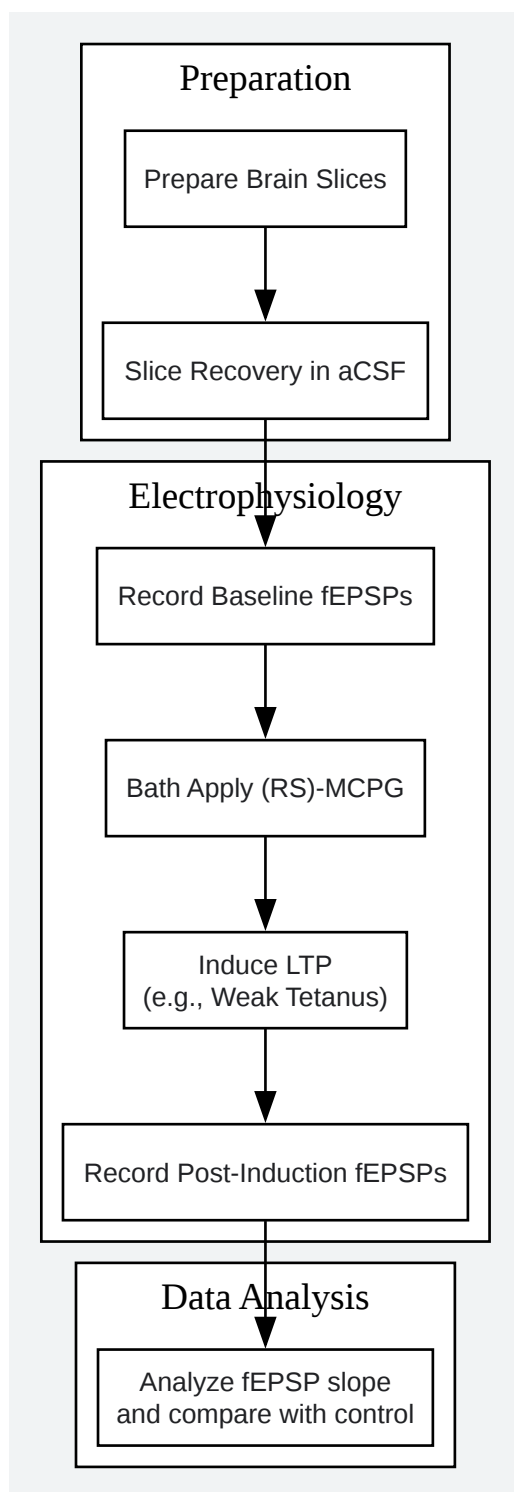 Preparation
Prepare Brain Slices
Slice Recovery in aCSF
Electrophysiology
Record Baseline fEPSPs
Bath Apply (RS)-MCPG
Induce LTP
(e.g., Weak Tetanus)
Record Post-Induction fEPSPs
Data Analysis
Analyze fEPSP slope
and compare with control